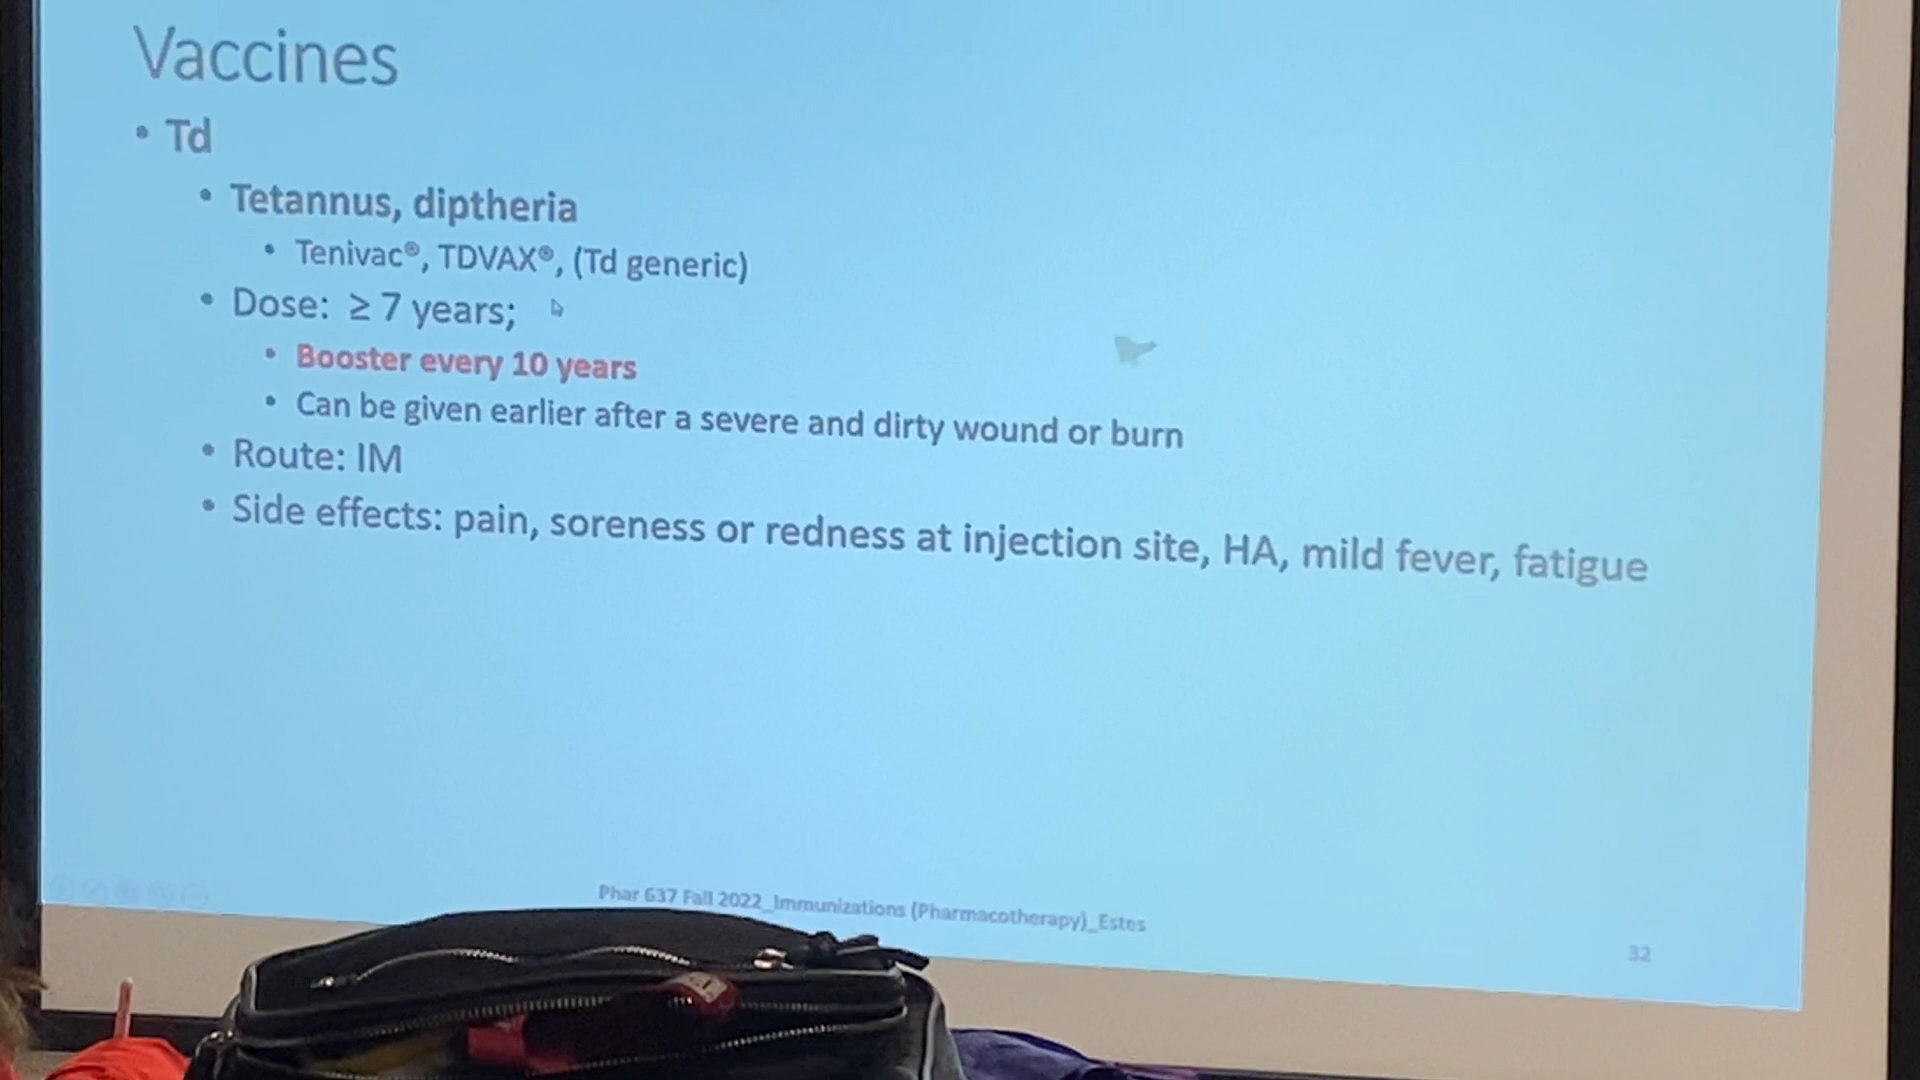 Vaccines
• Td
• Tetannus, diptheria
• Tenivac®, TDVAX®, (Td generic)
• Dose: ≥ 7 years;
• Booster every 10 years
• Can be given earlier after a severe and dirty wound or burn
• Route: IM
• Side effects: pain, soreness or redness at injection site, HA, mild fever, fatigue
Phar 637 Fall 2022_Immunizations (Pharmacotherapy)_Estes
32